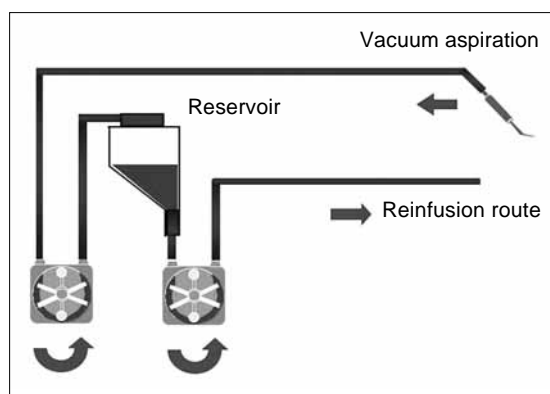 Vacuum aspiration
Reservoir
Reinfusion route